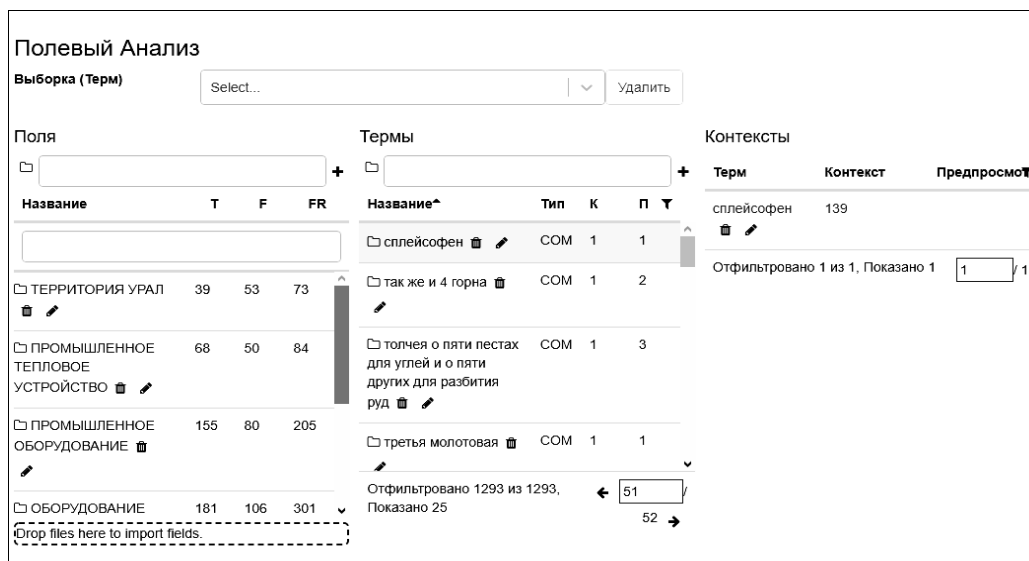 Полевый Анализ
Выборка (Терм)
Select...
Удалить
Поля
Название T F FR
ТЕРРИТОРИЯ УРАЛ 39 53 73
ПРОМЫШЛЕННОЕ 68 50 84
ТЕПЛОВОЕ
УСТРОЙСТВО
ПРОМЫШЛЕННОЕ 155 80 205
ОБОРУДОВАНИЕ
ОБОРУДОВАНИЕ 181 106 301
Drop files here to import fields.
Термы
Название Тип К П
сплейсофен COM 1 1
так же и 4 горна COM 1 2
толчея о пяти пестах COM 1 3
для углей и о пяти
других для разбития
руд
третья молотовая COM 1 1
Отфильтровано 1293 из 1293,
Показано 25
51 /
52
Контексты
Терм Контекст Предпросмот
сплейсофен 139
Отфильтровано 1 из 1, Показано 1
1 / 1